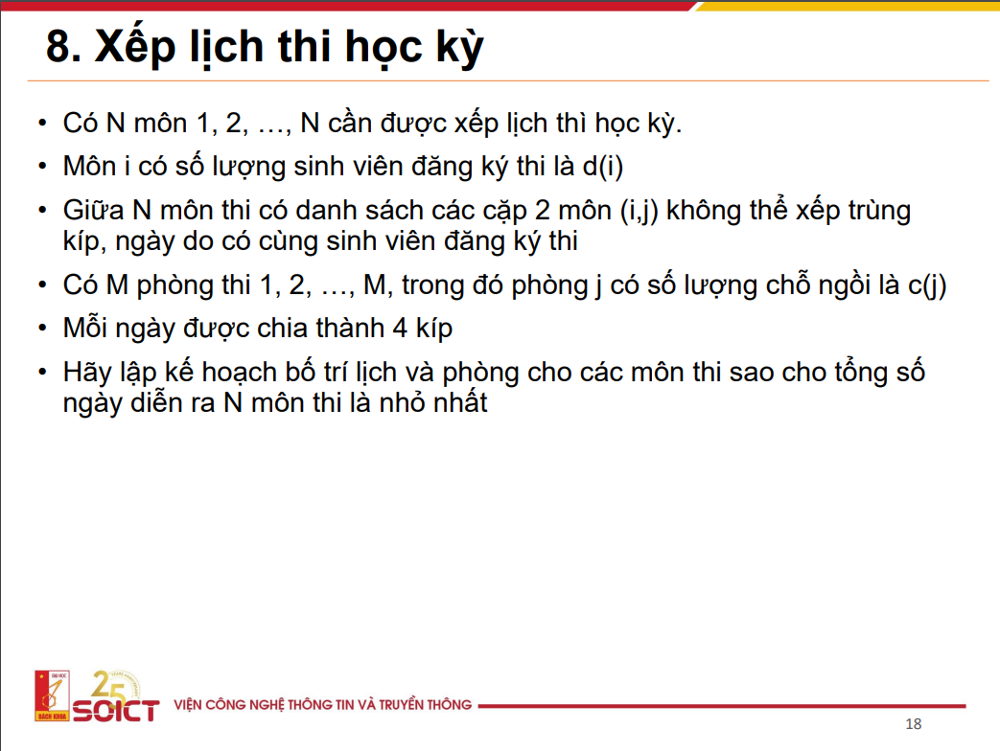 8. Xếp lịch thi học kỳ
• Có N môn 1, 2, …, N cần được xếp lịch thì học kỳ.
• Môn i có số lượng sinh viên đăng ký thi là d(i)
• Giữa N môn thi có danh sách các cặp 2 môn (i,j) không thể xếp trùng
kíp, ngày do có cùng sinh viên đăng ký thi
• Có M phòng thi 1, 2, …, M, trong đó phòng j có số lượng chỗ ngồi là c(j)
• Mỗi ngày được chia thành 4 kíp
• Hãy lập kế hoạch bố trí lịch và phòng cho các môn thi sao cho tổng số
ngày diễn ra N môn thi là nhỏ nhất
ĐẠI HỌC
BÁCH KHOA
25
SOICT
VIỆN CÔNG NGHỆ THÔNG TIN VÀ TRUYỀN THÔNG
18